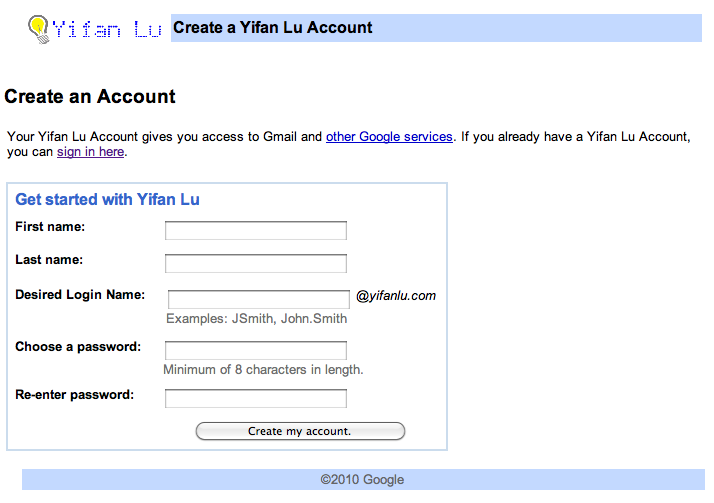 Yifan Lu Create a Yifan Lu Account
Create an Account
Your Yifan Lu Account gives you access to Gmail and other Google services. If you already have a Yifan Lu Account,
you can sign in here.
Get started with Yifan Lu
First name:
Last name:
Desired Login Name: @yifanlu.com
Examples: JSmith, John.Smith
Choose a password:
Minimum of 8 characters in length.
Re-enter password:
Create my account.
©2010 Google